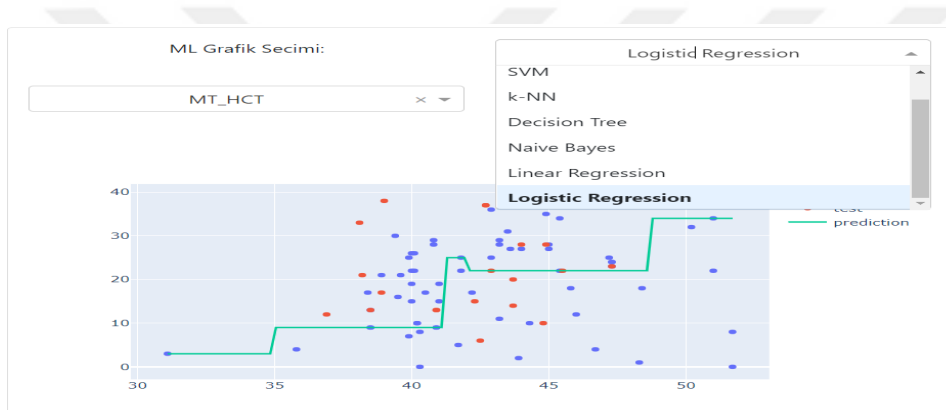 ML Grafik Secimi:
Logistic Regression
MT_HCT
SVM
k-NN
Decision Tree
Naive Bayes
Linear Regression
Logistic Regression
test
prediction
40
30
20
10
0
30 35 40 45 50